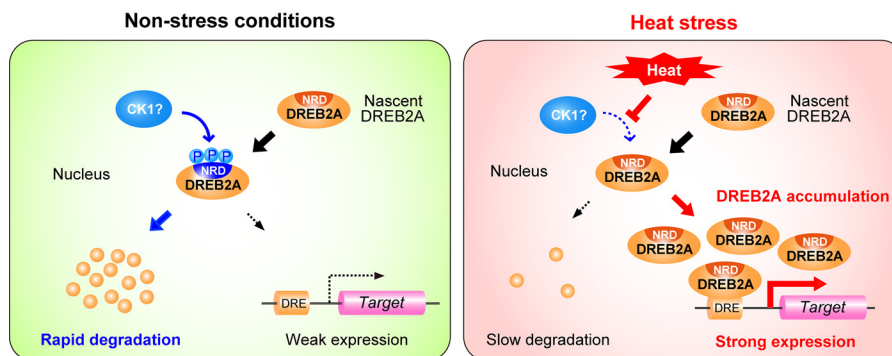 Non-stress conditions
CK1?
NRD
DREB2A
Nascent
DREB2A
P P P
NRD
DREB2A
Nucleus
DRE
Target
Rapid degradation
Weak expression
Heat stress
Heat
CK1?
NRD
DREB2A
Nascent
DREB2A
NRD
DREB2A
Nucleus
DREB2A accumulation
NRD
DREB2A
NRD
DREB2A
NRD
DREB2A
NRD
DREB2A
DRE
Target
Slow degradation
Strong expression